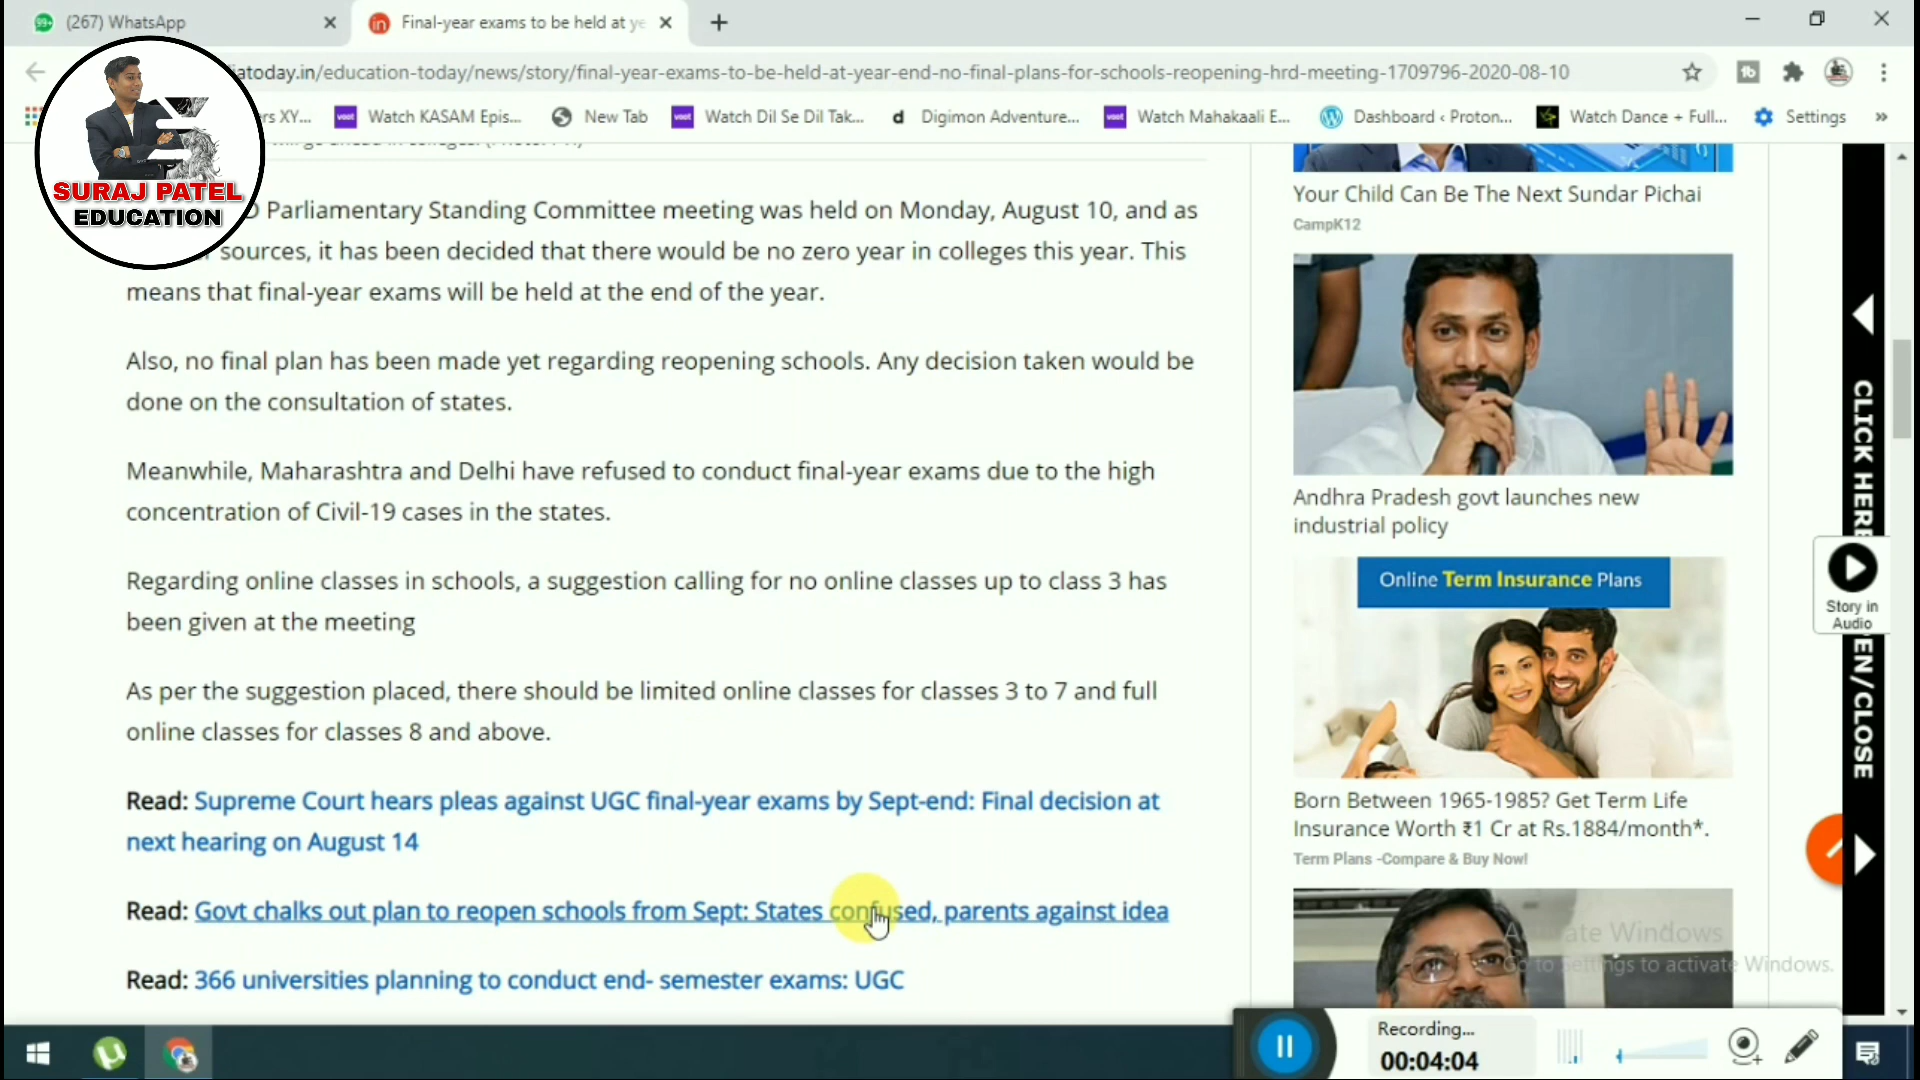 (267) WhatsApp
Final-year exams to be held at ye
iatoday.in/education-today/news/story/final-year-exams-to-be-held-at-year-end-no-final-plans-for-schools-reopening-hrd-meeting-1709796-2020-08-10
rs XY...
Watch KASAM Epis...
New Tab
Watch Dil Se Dil Tak...
Digimon Adventure...
Watch Mahakaali E...
Dashboard ‹ Proton...
Watch Dance + Full...
Settings
»
SURAJ PATEL
EDUCATION
D Parliamentary Standing Committee meeting was held on Monday, August 10, and as
sources, it has been decided that there would be no zero year in colleges this year. This
means that final-year exams will be held at the end of the year.
Also, no final plan has been made yet regarding reopening schools. Any decision taken would be
done on the consultation of states.
Meanwhile, Maharashtra and Delhi have refused to conduct final-year exams due to the high
concentration of Civil-19 cases in the states.
Regarding online classes in schools, a suggestion calling for no online classes up to class 3 has
been given at the meeting
As per the suggestion placed, there should be limited online classes for classes 3 to 7 and full
online classes for classes 8 and above.
Read: Supreme Court hears pleas against UGC final-year exams by Sept-end: Final decision at
next hearing on August 14
Read: Govt chalks out plan to reopen schools from Sept: States confused, parents against idea
Read: 366 universities planning to conduct end- semester exams: UGC
Your Child Can Be The Next Sundar Pichai
CampK12
Andhra Pradesh govt launches new
industrial policy
Online Term Insurance Plans
Born Between 1965-1985? Get Term Life
Insurance Worth ₹1 Cr at Rs.1884/month*.
Term Plans -Compare & Buy Now!
CLICK HERE
EN/CLOSE
Story in
Audio
Activate Windows
Go to Settings to activate Windows.
Recording...
00:04:04